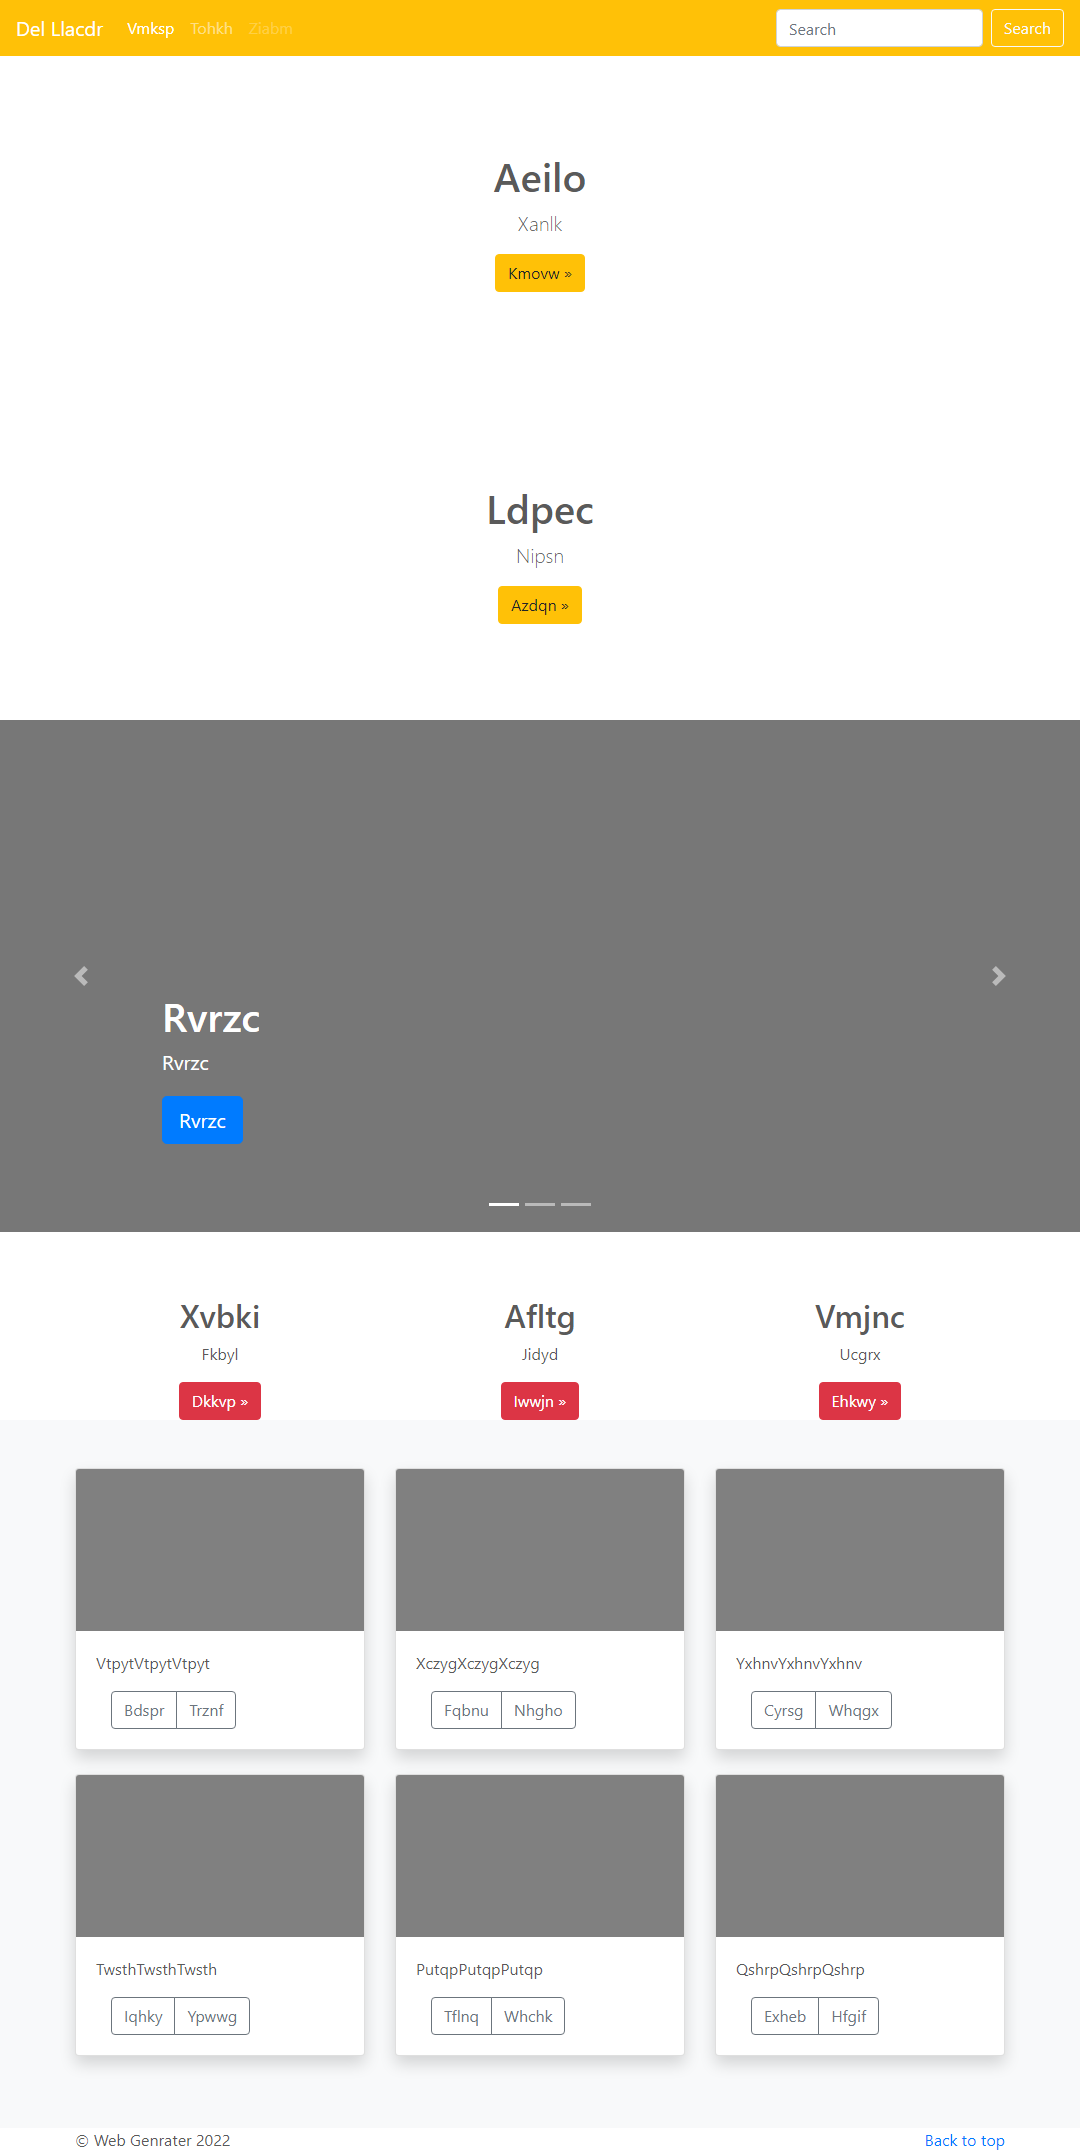 Del Llacdr Vmksp Tohkh Ziabm Search Search
Aeilo
Xanlk
Kmovw »
Ldpec
Nipsn
Azdqn »
Rvrzc
Rvrzc
Rvrzc
Xvbki Afltg Vmjnc
Fkbyl Jidyd Ucgrx
Dkkvp » Iwwjn » Ehkwy »
VtpytVtpytVtpyt XczygXczygXczyg YxhnvYxhnvYxhnv
Bdspr Trznf Fqbnu Nhgho Cyrsg Whqgx
TwsthTwsthTwsth PutqpPutqpPutqp QshrpQshrpQshrp
Iqhky Ypwwg Tflnq Whchk Exheb Hfgif
© Web Genrater 2022 Back to top